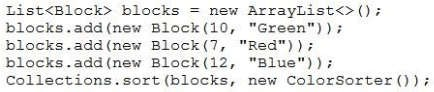 List<Block> blocks = new ArrayList<>();
blocks.add(new Block(10, "Green"));
blocks.add(new Block(7, "Red"));
blocks.add(new Block(12, "Blue"));
Collections.sort(blocks, new ColorSorter());